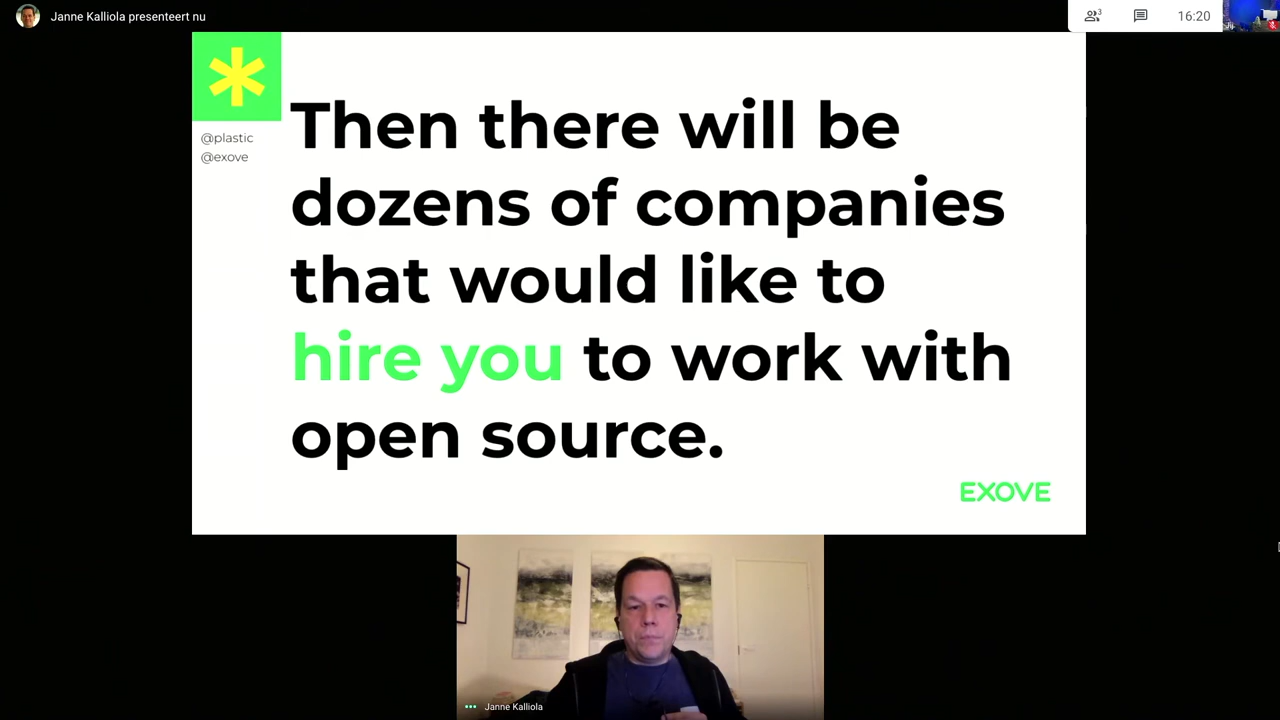 Janne Kalliola presenteert nu
3
16:20
@plastic
@exove
Then there will be
dozens of companies
that would like to
hire you to work with
open source.
EXOVE
Janne Kalliola